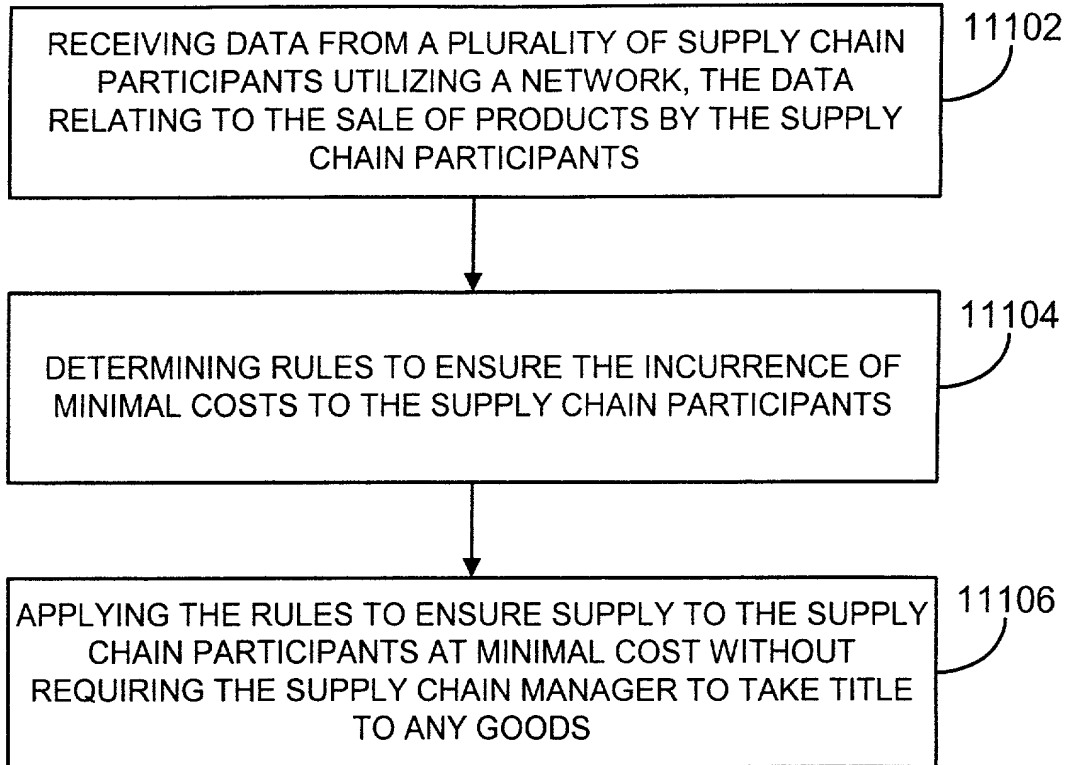 RECEIVING DATA FROM A PLURALITY OF SUPPLY CHAIN
PARTICIPANTS UTILIZING A NETWORK, THE DATA
RELATING TO THE SALE OF PRODUCTS BY THE SUPPLY
CHAIN PARTICIPANTS
11102
DETERMINING RULES TO ENSURE THE INCURRENCE OF
MINIMAL COSTS TO THE SUPPLY CHAIN PARTICIPANTS
11104
APPLYING THE RULES TO ENSURE SUPPLY TO THE SUPPLY
CHAIN PARTICIPANTS AT MINIMAL COST WITHOUT
REQUIRING THE SUPPLY CHAIN MANAGER TO TAKE TITLE
TO ANY GOODS
11106